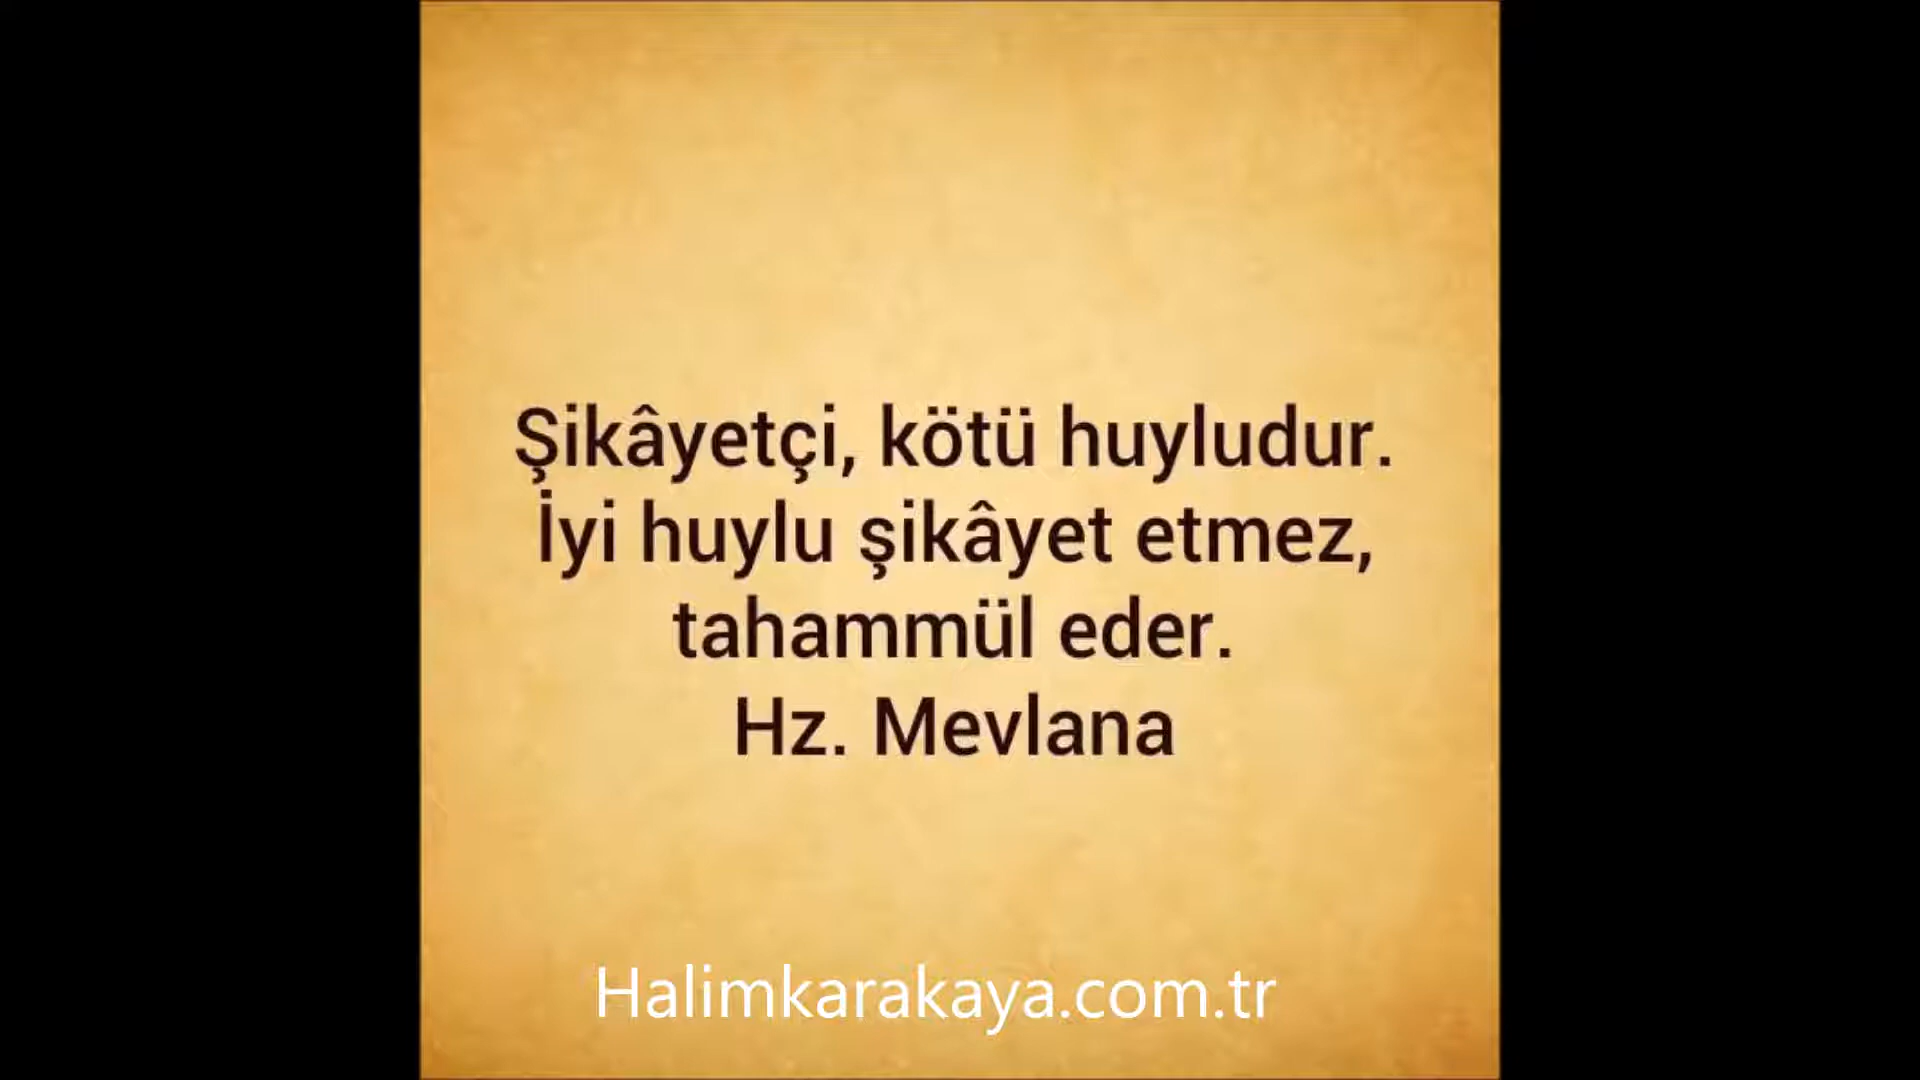 Şikâyetçi, kötü huyludur.
İyi huylu şikâyet etmez,
tahammül eder.
Hz. Mevlana
Halimkarakaya.com.tr